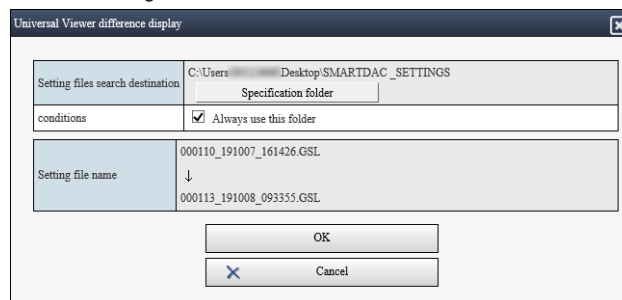 Universal Viewer difference display
Setting files search destination
C:\Users Desktop\SMARTDAC _SETTINGS
Specification folder
conditions
Always use this folder
Setting file name
000110_191007_161426.GSL
↓
000113_191008_093355.GSL
OK
Cancel